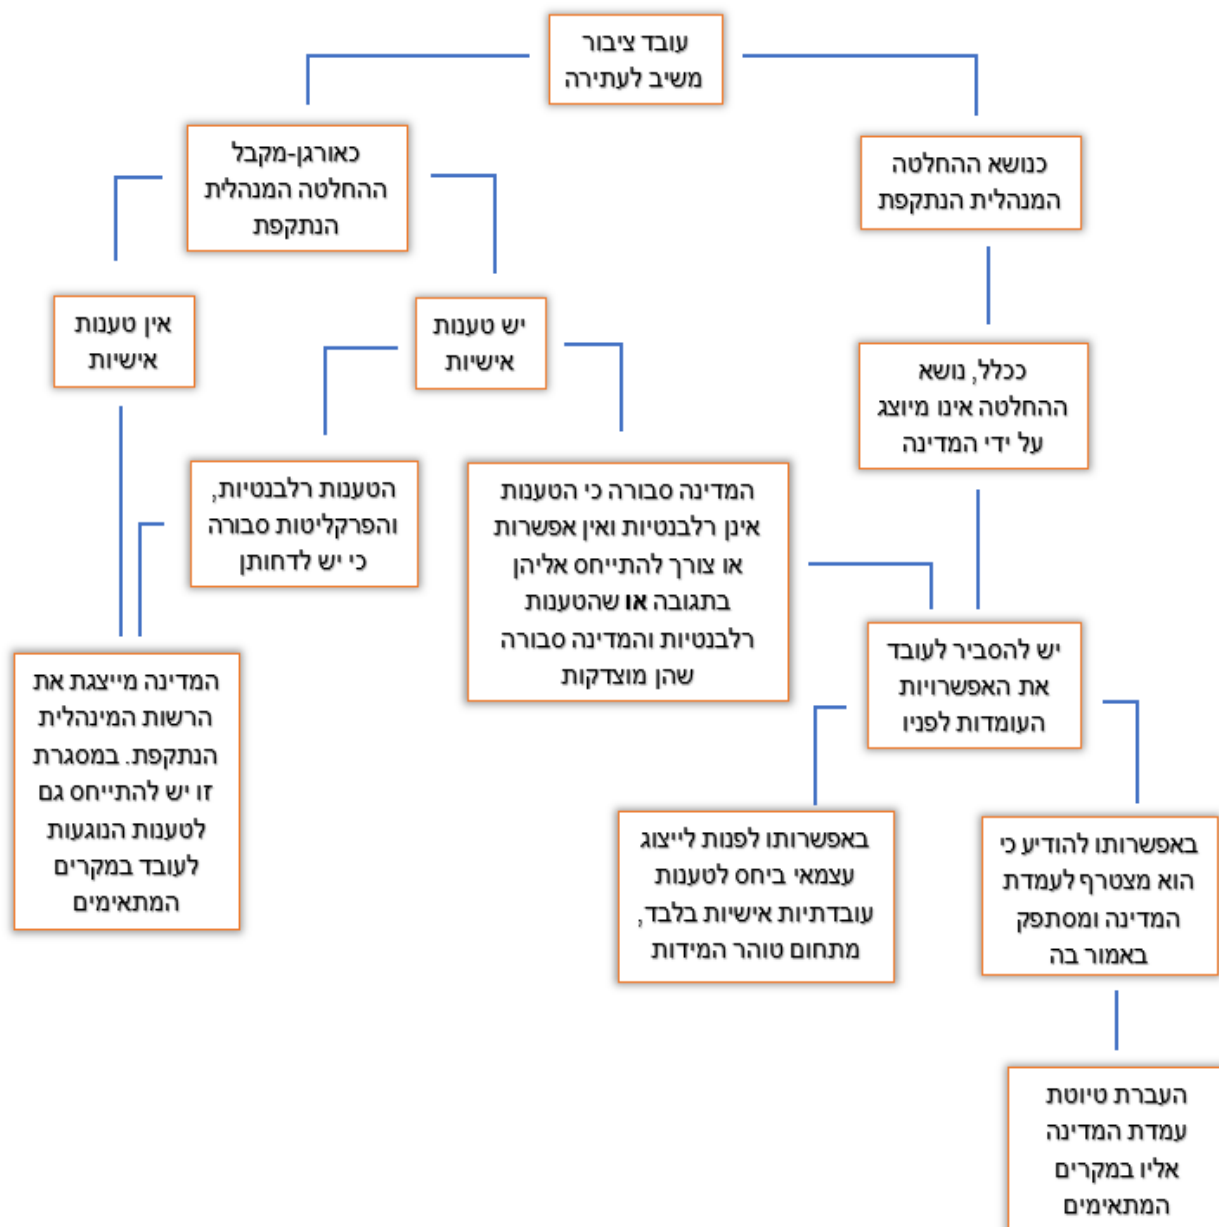 עובד ציבור
משיב לעתירה
כנושא ההחלטה
המנהלית הנתקפת
כאורגן-מקבל
ההחלטה המנהלית
הנתקפת
יש טענות
אישיות
אין טענות
אישיות
ככלל, נושא
ההחלטה אינו מיוצג
על ידי המדינה
המדינה סבורה כי הטענות
אינן רלבנטיות ואין אפשרות
או צורך להתייחס אליהן
בתגובה או שהטענות
רלבנטיות והמדינה סבורה
שהן מוצדקות
הטענות רלבנטיות,
והפרקליטות סבורה
כי יש לדחותן
יש להסביר לעובד
את האפשרויות
העומדות לפניו
המדינה מייצגת את
הרשות המינהלית
הנתקפת. במסגרת
זו יש להתייחס גם
לטענות הנוגעות
לעובד במקרים
המתאימים
באפשרותו להודיע כי
הוא מצטרף לעמדת
המדינה ומסתפק
באמור בה
באפשרותו לפנות לייצוג
עצמאי ביחס לטענות
עובדתיות אישיות בלבד,
מתחום טוהר המידות
העברת טיוטת
עמדת המדינה
אליו במקרים
המתאימים